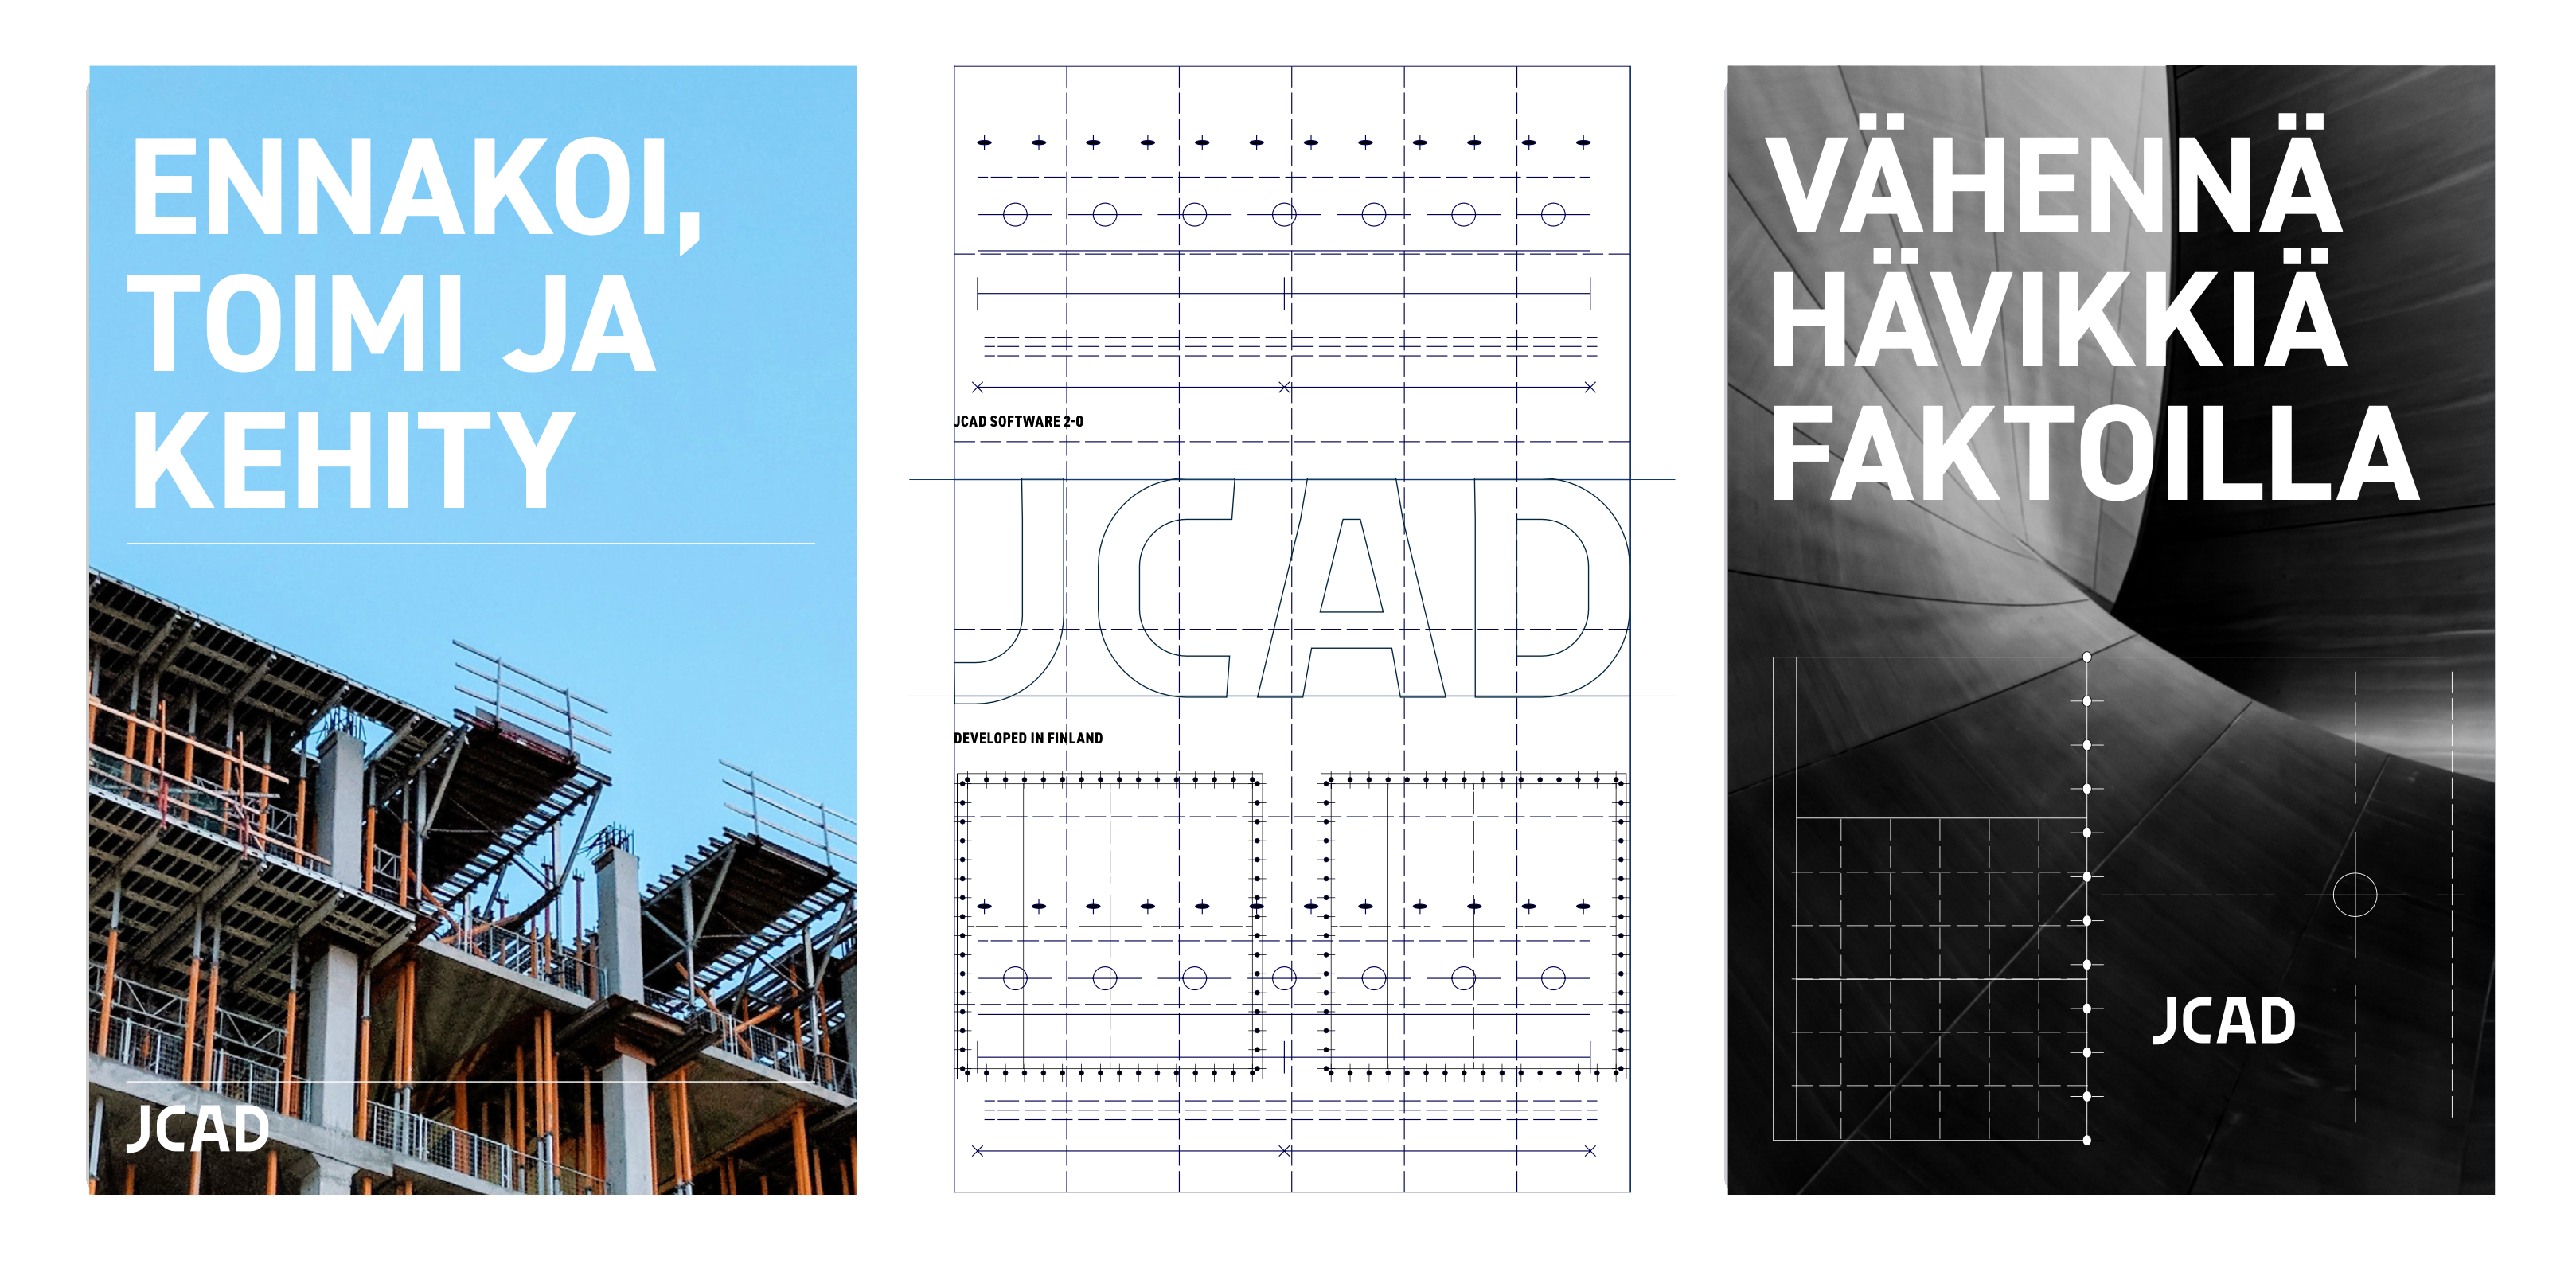 ENNAKOI,
TOIMI JA
KEHITY
JCAD
JCAD SOFTWARE 2-0
JCAD
DEVELOPED IN FINLAND
VÄHENNÄ
HÄVIKKIÄ
FAKTOILLA
JCAD